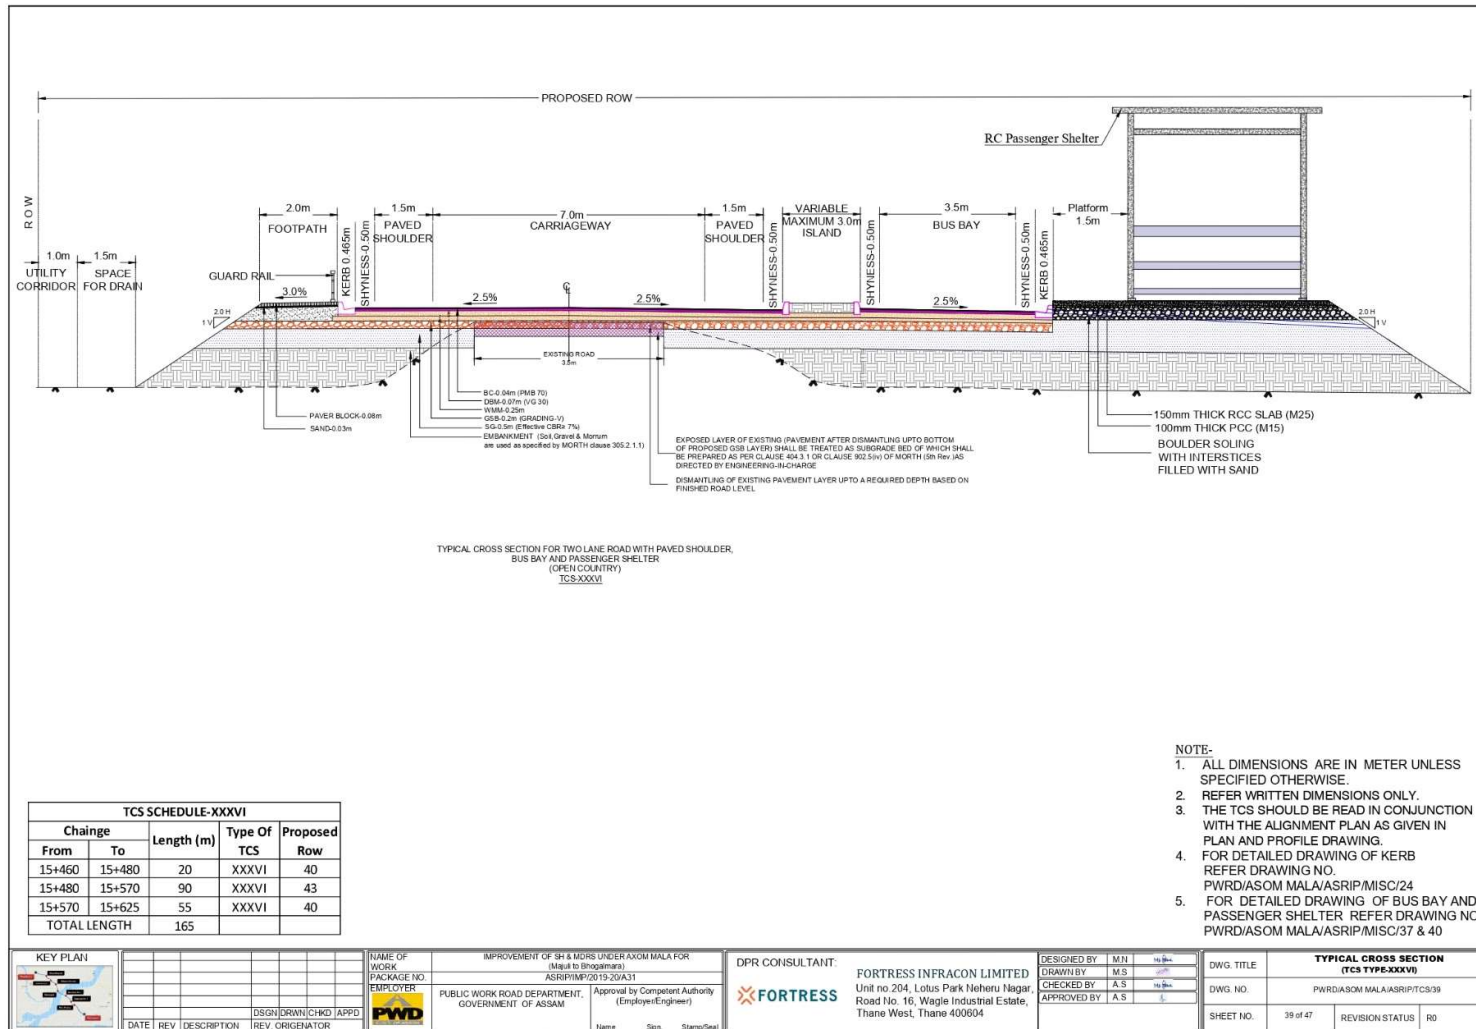 PROPOSED ROW
RC Passenger Shelter
ROW
2.0m
FOOTPATH
KERB 0.465m
SHYNESS-0.50m
1.5m
PAVED
SHOULDER
7.0m
CARRIAGEWAY
1.5m
PAVED
SHOULDER
SHYNESS-0.50m
VARIABLE
MAXIMUM 3.0m
ISLAND
SHYNESS-0.50m
3.5m
BUS BAY
SHYNESS-0.50m
KERB 0.465m
Platform
1.5m
1.0m
UTILITY
CORRIDOR
1.5m
SPACE
FOR DRAIN
GUARD RAIL
3.0%
2.5%
2.5%
2.5%
2.0 H
1 V
2.0 H
1 V
EXISTING ROAD
3.5m
PAVER BLOCK-0.08m
SAND-0.03m
BC-0.04m (PMB 70)
DBM-0.07m (VG 30)
WMM-0.25m
GSB-0.2m (GRADING-V)
SG-0.5m (Effective CBR≥ 7%)
EMBANKMENT (Soil,Gravel & Morrum
are used as specified by MORTH clause 305.2.1.1)
EXPOSED LAYER OF EXISTING (PAVEMENT AFTER DISMANTLING UPTO BOTTOM
OF PROPOSED GSB LAYER) SHALL BE TREATED AS SUBGRADE BED OF WHICH SHALL
BE PREPARED AS PER CLAUSE 404.3.1 OR CLAUSE 902.5(iv) OF MORTH (5th Rev.)AS
DIRECTED BY ENGINEERING-IN-CHARGE
DISMANTLING OF EXISTING PAVEMENT LAYER UPTO A REQUIRED DEPTH BASED ON
FINISHED ROAD LEVEL
150mm THICK RCC SLAB (M25)
100mm THICK PCC (M15)
BOULDER SOLING
WITH INTERSTICES
FILLED WITH SAND
TYPICAL CROSS SECTION FOR TWO LANE ROAD WITH PAVED SHOULDER,
BUS BAY AND PASSENGER SHELTER
(OPEN COUNTRY)
TCS-XXXVI
NOTE-
1. ALL DIMENSIONS ARE IN METER UNLESS
SPECIFIED OTHERWISE.
2. REFER WRITTEN DIMENSIONS ONLY.
3. THE TCS SHOULD BE READ IN CONJUNCTION
WITH THE ALIGNMENT PLAN AS GIVEN IN
PLAN AND PROFILE DRAWING.
4. FOR DETAILED DRAWING OF KERB
REFER DRAWING NO.
PWRD/ASOM MALA/ASRIP/MISC/24
5. FOR DETAILED DRAWING OF BUS BAY AND
PASSENGER SHELTER REFER DRAWING NO
PWRD/ASOM MALA/ASRIP/MISC/37 & 40
TCS SCHEDULE-XXXVI
Chainge Length (m) Type Of TCS Proposed Row
From To
15+460 15+480 20 XXXVI 40
15+480 15+570 90 XXXVI 43
15+570 15+625 55 XXXVI 40
TOTAL LENGTH 165
KEY PLAN
DSGN DRWN CHKD APPD
DATE REV DESCRIPTION REV. ORIGENATOR
NAME OF
WORK
IMPROVEMENT OF SH & MDRS UNDER AXOM MALA FOR
(Majuli to Bhogaimara)
PACKAGE NO. ASRIP/IMP/2019-20/A31
EMPLOYER
PWD
PUBLIC WORK ROAD DEPARTMENT,
GOVERNMENT OF ASSAM
Approval by Competent Authority
(Employer/Engineer)
Name Sign Stamp/Seal
DPR CONSULTANT:
FORTRESS
FORTRESS INFRACON LIMITED
Unit no.204, Lotus Park Neheru Nagar,
Road No. 16, Wagle Industrial Estate,
Thane West, Thane 400604
DESIGNED BY M.N
DRAWN BY M.S
CHECKED BY A.S
APPROVED BY A.S
DWG. TITLE TYPICAL CROSS SECTION
(TCS TYPE-XXXVI)
DWG. NO. PWRD/ASOM MALA/ASRIP/TCS/39
SHEET NO. 39 of 47 REVISION STATUS R0